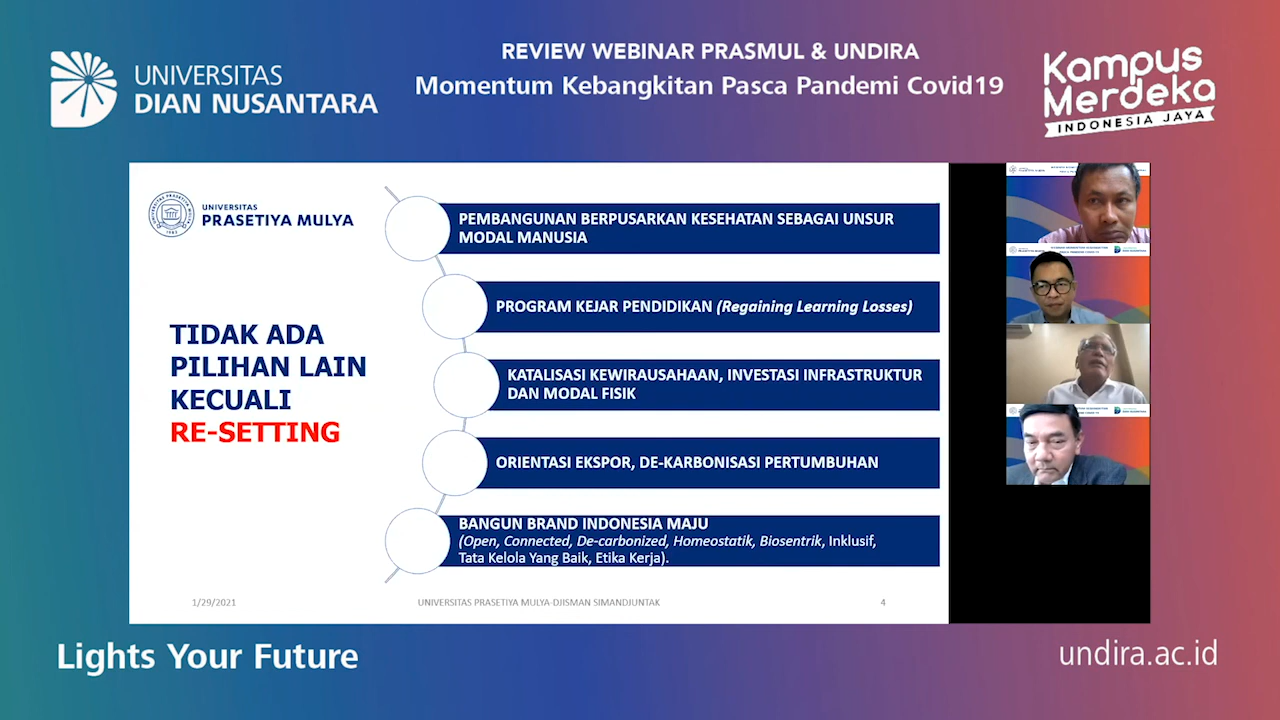 UNIVERSITAS
DIAN NUSANTARA
REVIEW WEBINAR PRASMUL & UNDIRA
Momentum Kebangkitan Pasca Pandemi Covid19
Kampus
Merdeka
INDONESIA JAYA
UNIVERSITAS
PRASETIYA MULYA
TIDAK ADA
PILIHAN LAIN
KECUALI
RE-SETTING
PEMBANGUNAN BERPUSARKAN KESEHATAN SEBAGAI UNSUR
MODAL MANUSIA
PROGRAM KEJAR PENDIDIKAN (Regaining Learning Losses)
KATALISASI KEWIRAUSAHAAN, INVESTASI INFRASTRUKTUR
DAN MODAL FISIK
ORIENTASI EKSPOR, DE-KARBONISASI PERTUMBUHAN
BANGUN BRAND INDONESIA MAJU
(Open, Connected, De-carbonized, Homeostatik, Biosentrik, Inklusif,
Tata Kelola Yang Baik, Etika Kerja).
1/29/2021
UNIVERSITAS PRASETIYA MULYA-DJISMAN SIMANDJUNTAK
4
Lights Your Future
undira.ac.id